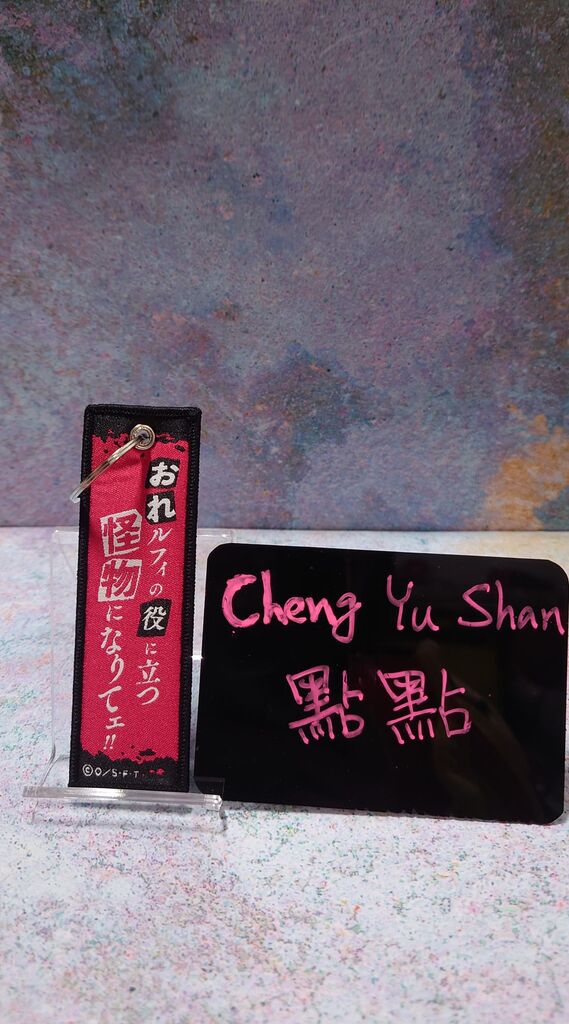 おれルフィの役に立つ
怪物になりてェ!!
©O/S・F・T
Cheng Yu Shan
點點